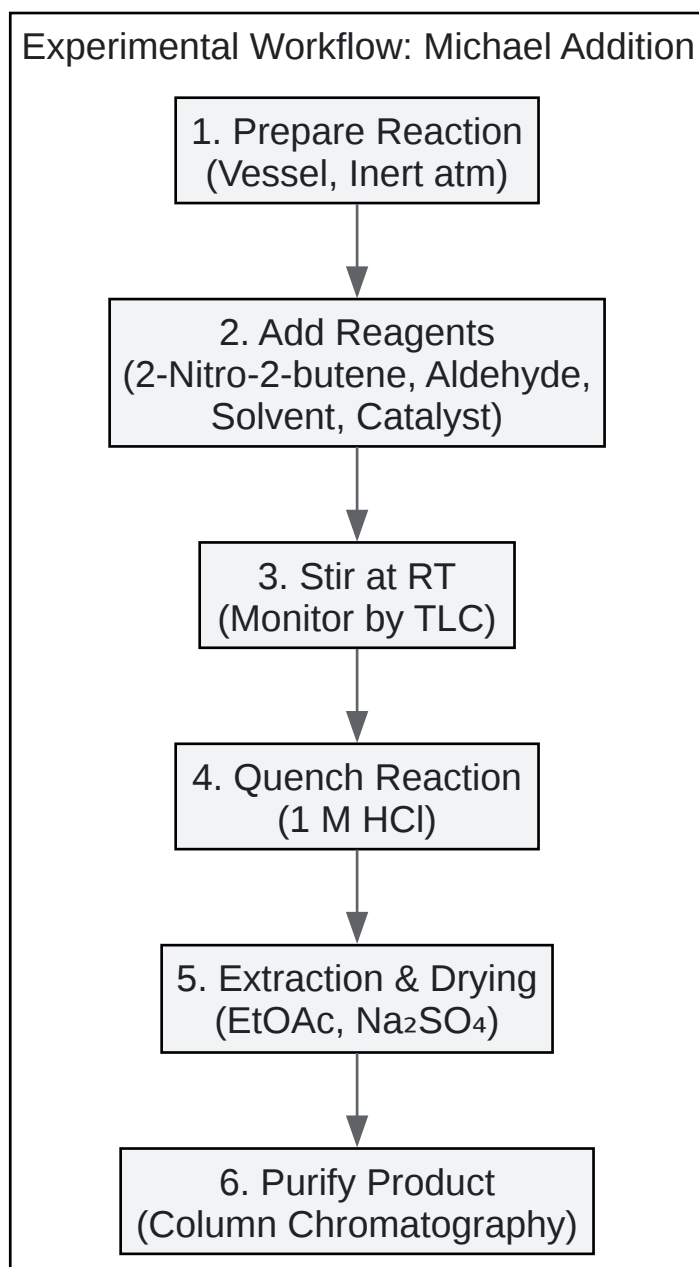 Experimental Workflow: Michael Addition
1. Prepare Reaction
(Vessel, Inert atm)
2. Add Reagents
(2-Nitro-2-butene, Aldehyde,
Solvent, Catalyst)
3. Stir at RT
(Monitor by TLC)
4. Quench Reaction
(1 M HCl)
5. Extraction & Drying
(EtOAc, Na₂SO₄)
6. Purify Product
(Column Chromatography)